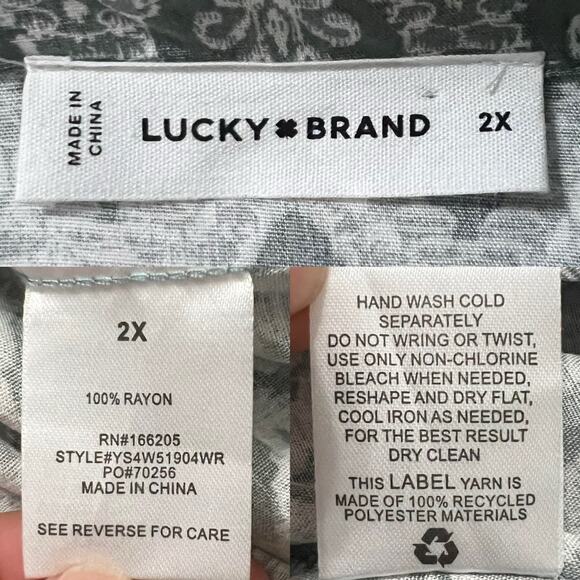 MADE IN
CHINA
LUCKY BRAND
2X
2X
100% RAYON
RN#166205
STYLE#YS4W51904WR
PO#70256
MADE IN CHINA
SEE REVERSE FOR CARE
HAND WASH COLD
SEPARATELY
DO NOT WRING OR TWIST,
USE ONLY NON-CHLORINE
BLEACH WHEN NEEDED,
RESHAPE AND DRY FLAT,
COOL IRON AS NEEDED,
FOR THE BEST RESULT
DRY CLEAN
THIS LABEL YARN IS
MADE OF 100% RECYCLED
POLYESTER MATERIALS